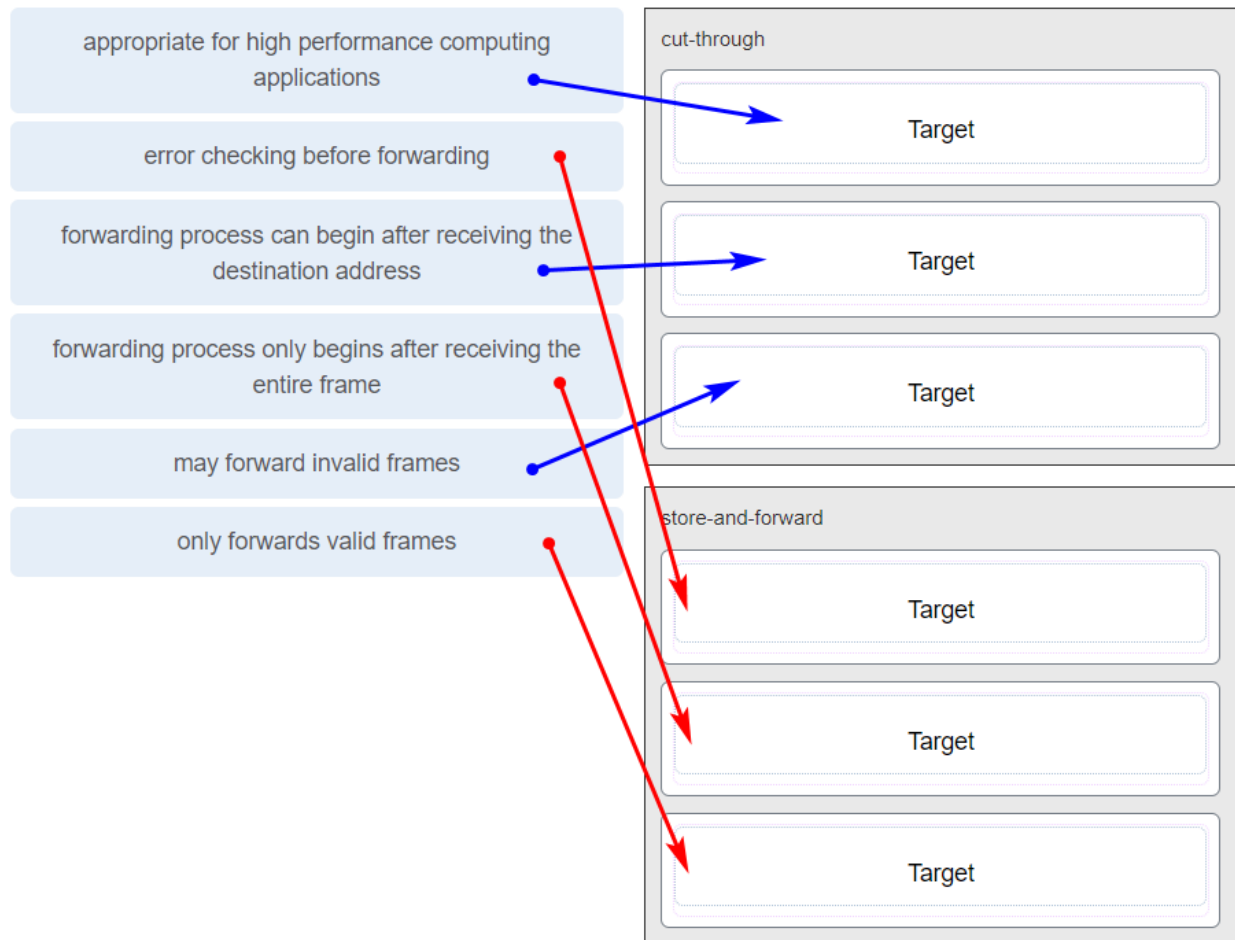 appropriate for high performance computing
applications
error checking before forwarding
forwarding process can begin after receiving the
destination address
forwarding process only begins after receiving the
entire frame
may forward invalid frames
only forwards valid frames
cut-through
Target
Target
Target
store-and-forward
Target
Target
Target